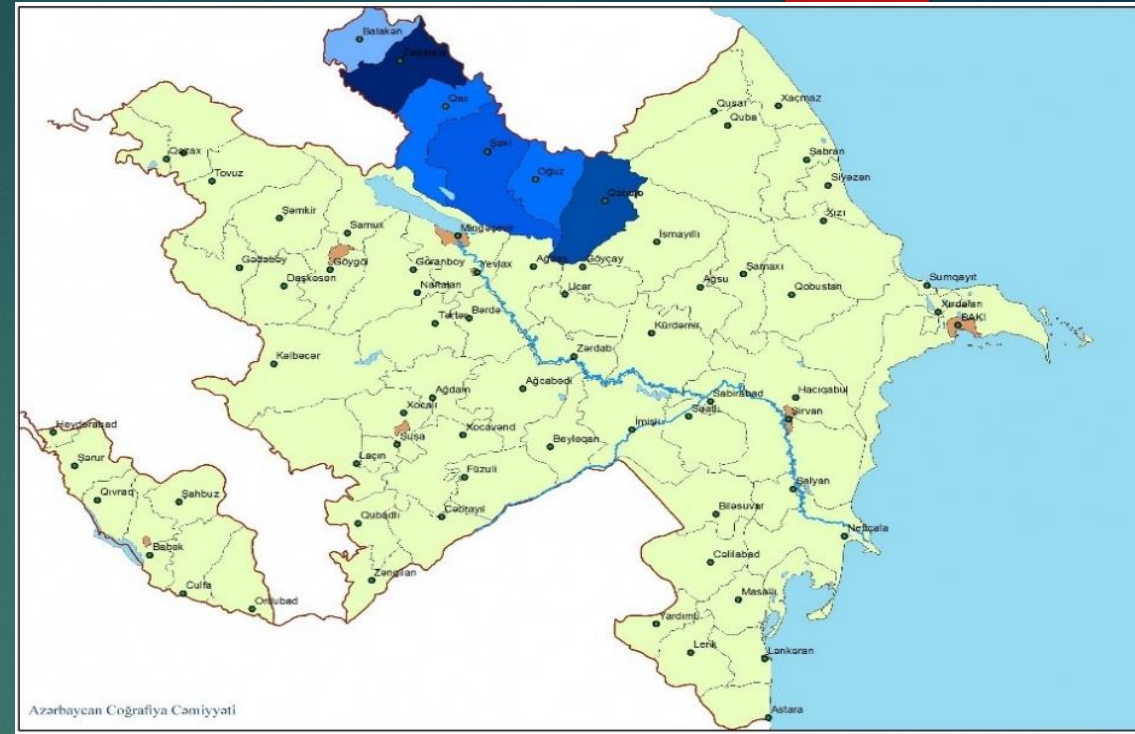 Balakən
Zaqatala
Qax
Şəki
Oğuz
Qəbələ
Qusar
Xaçmaz
Quba
Şabran
Siyəzən
Xızı
Qazax
Tovuz
Şəmkir
Samux
Mingəçevir
İsmayıllı
Gədəbəy
Göygöl
Daşkəsən
Goranboy
Naftalan
Yevlax
Ağdaş
Göyçay
Ucar
Ağsu
Şamaxı
Qobustan
Sumqayıt
Xırdalan
BAKI
Tərtər
Bərdə
Kürdəmir
Zərdab
Kəlbəcər
Ağdam
Ağcabədi
Xocalı
Şuşa
Xocavənd
Beyləqan
İmişli
Saatlı
Sabirabad
Hacıqabul
Şirvan
Laçın
Füzuli
Qubadlı
Cəbrayıl
Zəngilan
Salyan
Biləsuvar
Neftçala
Cəlilabad
Masallı
Yardımlı
Lerik
Lənkəran
Astara
Heyderabad
Şərur
Qıvraq
Şahbuz
Babək
Culfa
Ordubad
Azərbaycan Coğrafiya Cəmiyyəti